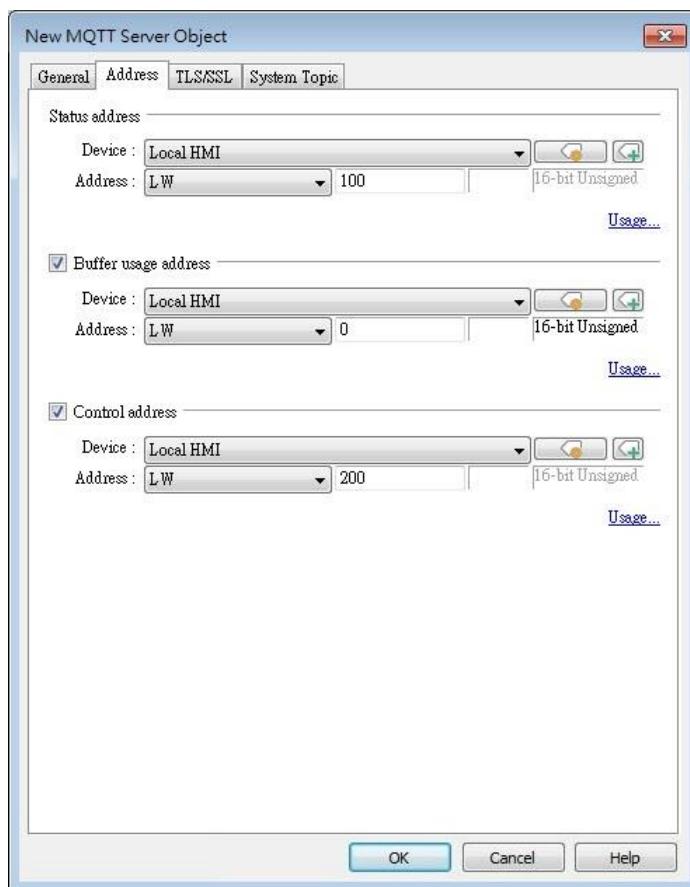 New MQTT Server Object
General Address TLS/SSL System Topic
Status address
Device : Local HMI
Address : LW 100 16-bit Unsigned
Usage...
Buffer usage address
Device : Local HMI
Address : LW 0 16-bit Unsigned
Usage...
Control address
Device : Local HMI
Address : LW 200 16-bit Unsigned
Usage...
OK Cancel Help